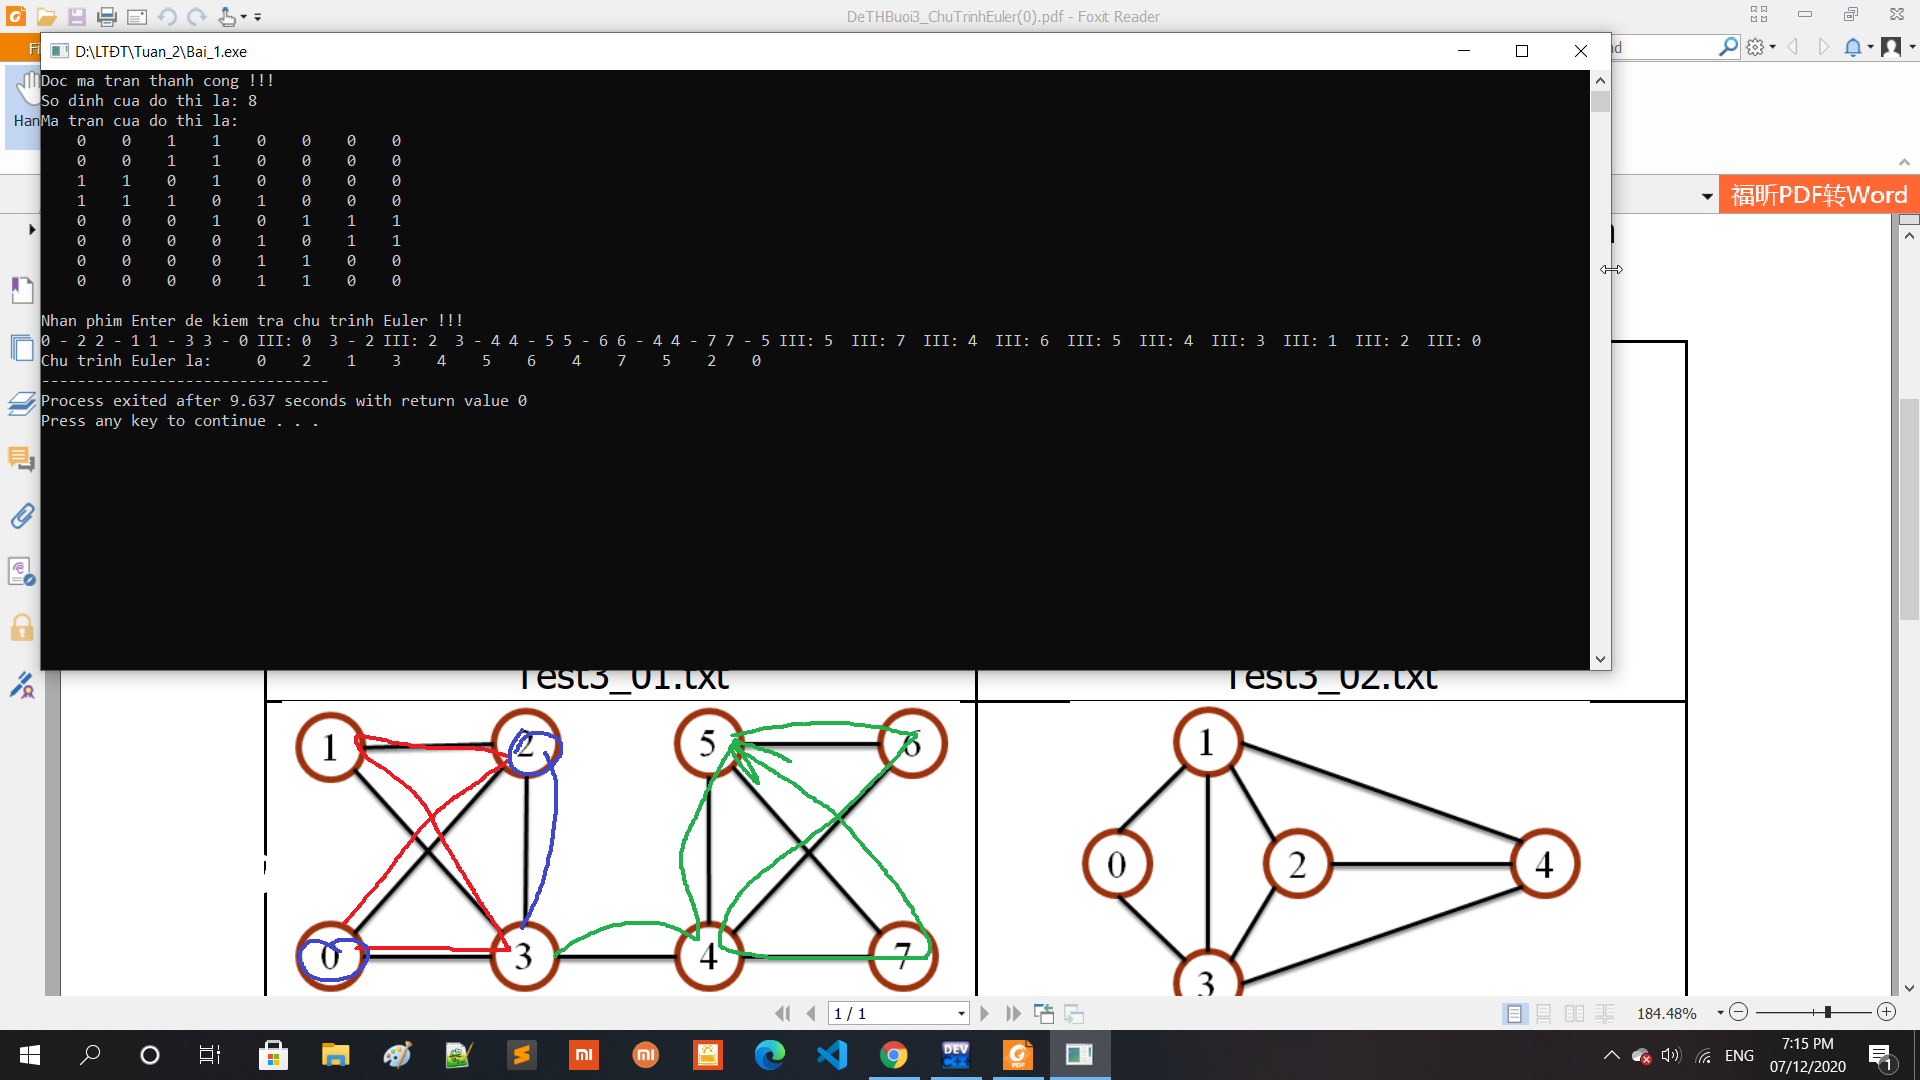 DeTHBuoi3_ChuTrinhEuler(0).pdf - Foxit Reader
D:\LTĐT\Tuan_2\Bai_1.exe
Doc ma tran thanh cong !!!
So dinh cua do thi la: 8
Ma tran cua do thi la:
0 0 1 1 0 0 0 0
0 0 1 1 0 0 0 0
1 1 0 1 0 0 0 0
1 1 1 0 1 0 0 0
0 0 0 1 0 1 1 1
0 0 0 0 1 0 1 1
0 0 0 0 1 1 0 0
0 0 0 0 1 1 0 0
Nhan phim Enter de kiem tra chu trinh Euler !!!
0 - 2 2 - 1 1 - 3 3 - 0 III: 0  3 - 2 III: 2  3 - 4 4 - 5 5 - 6 6 - 4 4 - 7 7 - 5 III: 5  III: 7  III: 4  III: 6  III: 5  III: 4  III: 3  III: 1  III: 2  III: 0
Chu trinh Euler la: 0 2 1 3 4 5 6 4 7 5 2 0
--------------------------------
Process exited after 9.637 seconds with return value 0
Press any key to continue . . .
Han
福昕PDF转Word
Test3_01.txt Test3_02.txt
1 2 5 6 1
0 2 4
0 3 4 7 3
1 / 1
184.48%
DEV C++
PDF
ENG
7:15 PM
07/12/2020
1